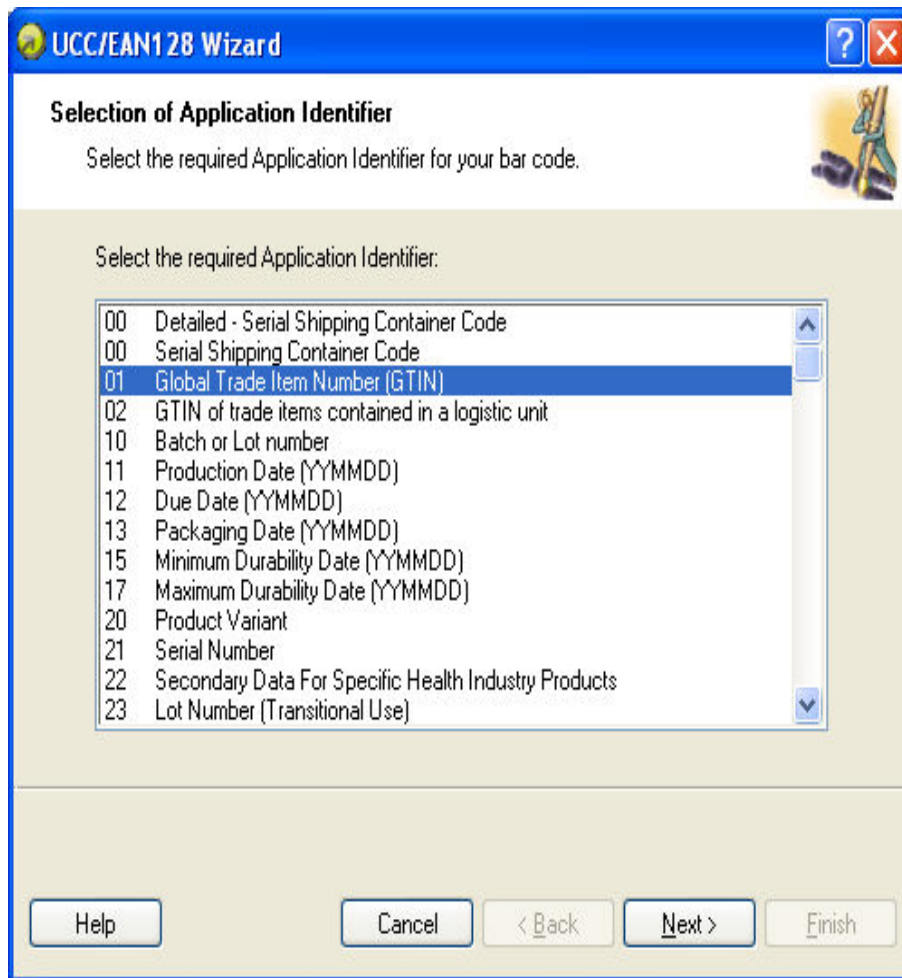 UCC/EAN128 Wizard
Selection of Application Identifier
Select the required Application Identifier for your bar code.
Select the required Application Identifier:
00 Detailed - Serial Shipping Container Code
00 Serial Shipping Container Code
01 Global Trade Item Number (GTIN)
02 GTIN of trade items contained in a logistic unit
10 Batch or Lot number
11 Production Date (YYMMDD)
12 Due Date (YYMMDD)
13 Packaging Date (YYMMDD)
15 Minimum Durability Date (YYMMDD)
17 Maximum Durability Date (YYMMDD)
20 Product Variant
21 Serial Number
22 Secondary Data For Specific Health Industry Products
23 Lot Number (Transitional Use)
Help Cancel < Back Next > Finish